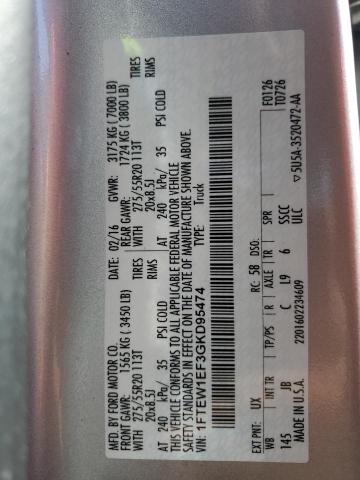 MFD. BY FORD MOTOR CO.
DATE: 02/16 GVWR: 3175 KG ( 7000 LB)
FRONT GAWR: 1565 KG ( 3450 LB) REAR GAWR: 1724 KG ( 3800 LB)
WITH 275/55R20 113T TIRES WITH 275/55R20 113T TIRES
20x8.5J RIMS 20x8.5J RIMS
AT 240 kPa/ 35 PSI COLD AT 240 kPa/ 35 PSI COLD
THIS VEHICLE CONFORMS TO ALL APPLICABLE FEDERAL MOTOR VEHICLE
SAFETY STANDARDS IN EFFECT ON THE DATE OF MANUFACTURE SHOWN ABOVE.
VIN: 1FTEW1EF3GKD95474
TYPE: Truck
F0126
T0726
EXT PNT: UX RC: 58 DSO:
WB INT TR TP/PS R AXLE TR SPR
145 JB C L9 6 SSCC
MADE IN U.S.A. ULC
2201602234609
▽5U5A-3520472-AA